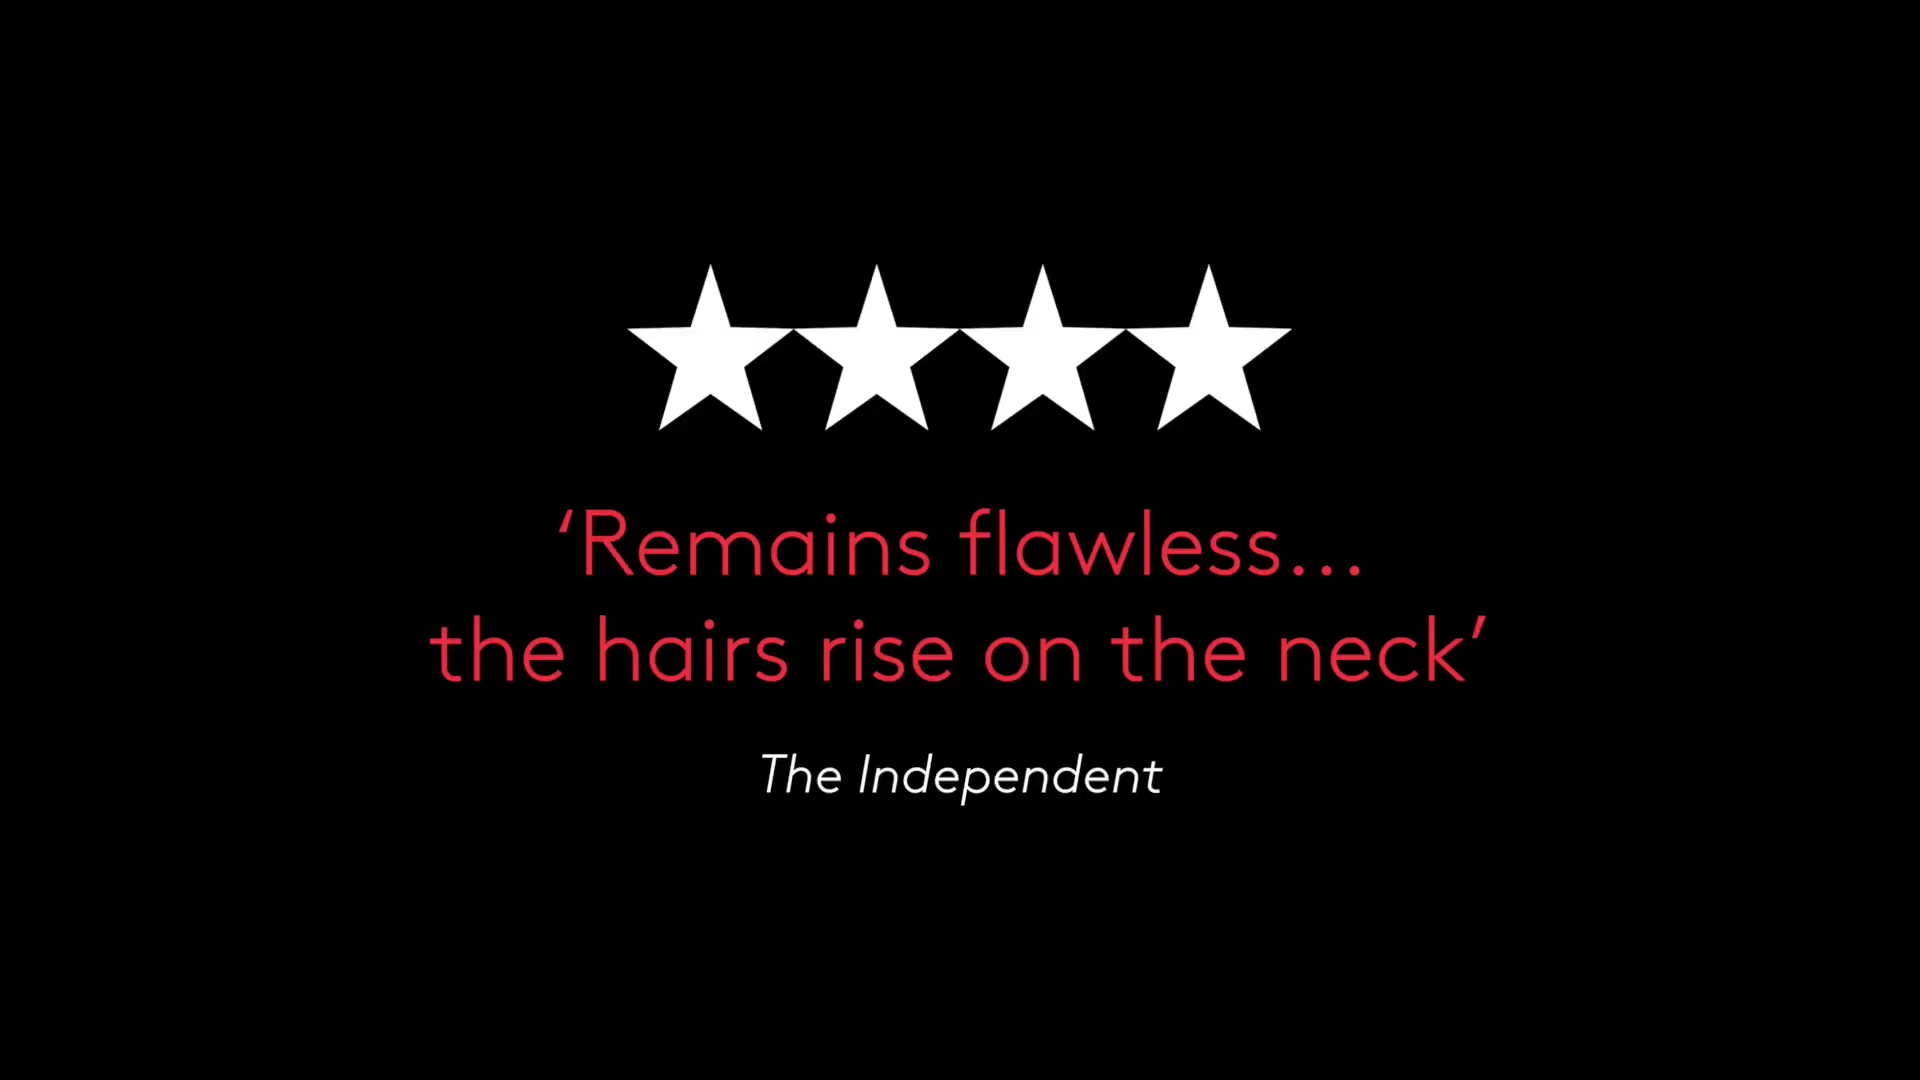 ‘Remains flawless...
the hairs rise on the neck’
The Independent